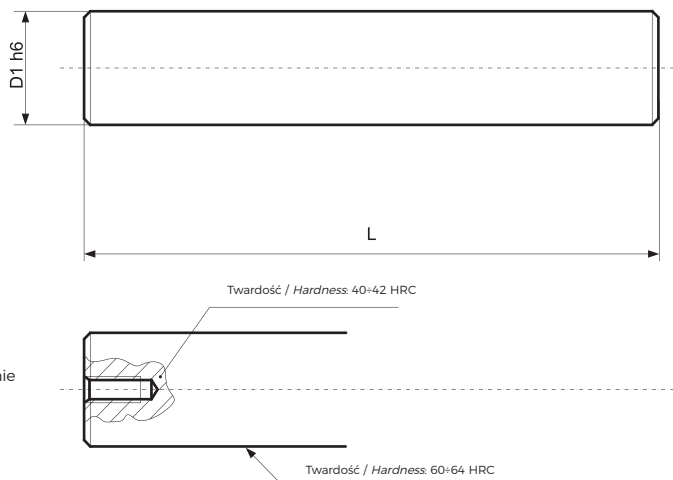 D1 h6
L
Twardość / Hardness: 40÷42 HRC
nie
Twardość / Hardness: 60÷64 HRC